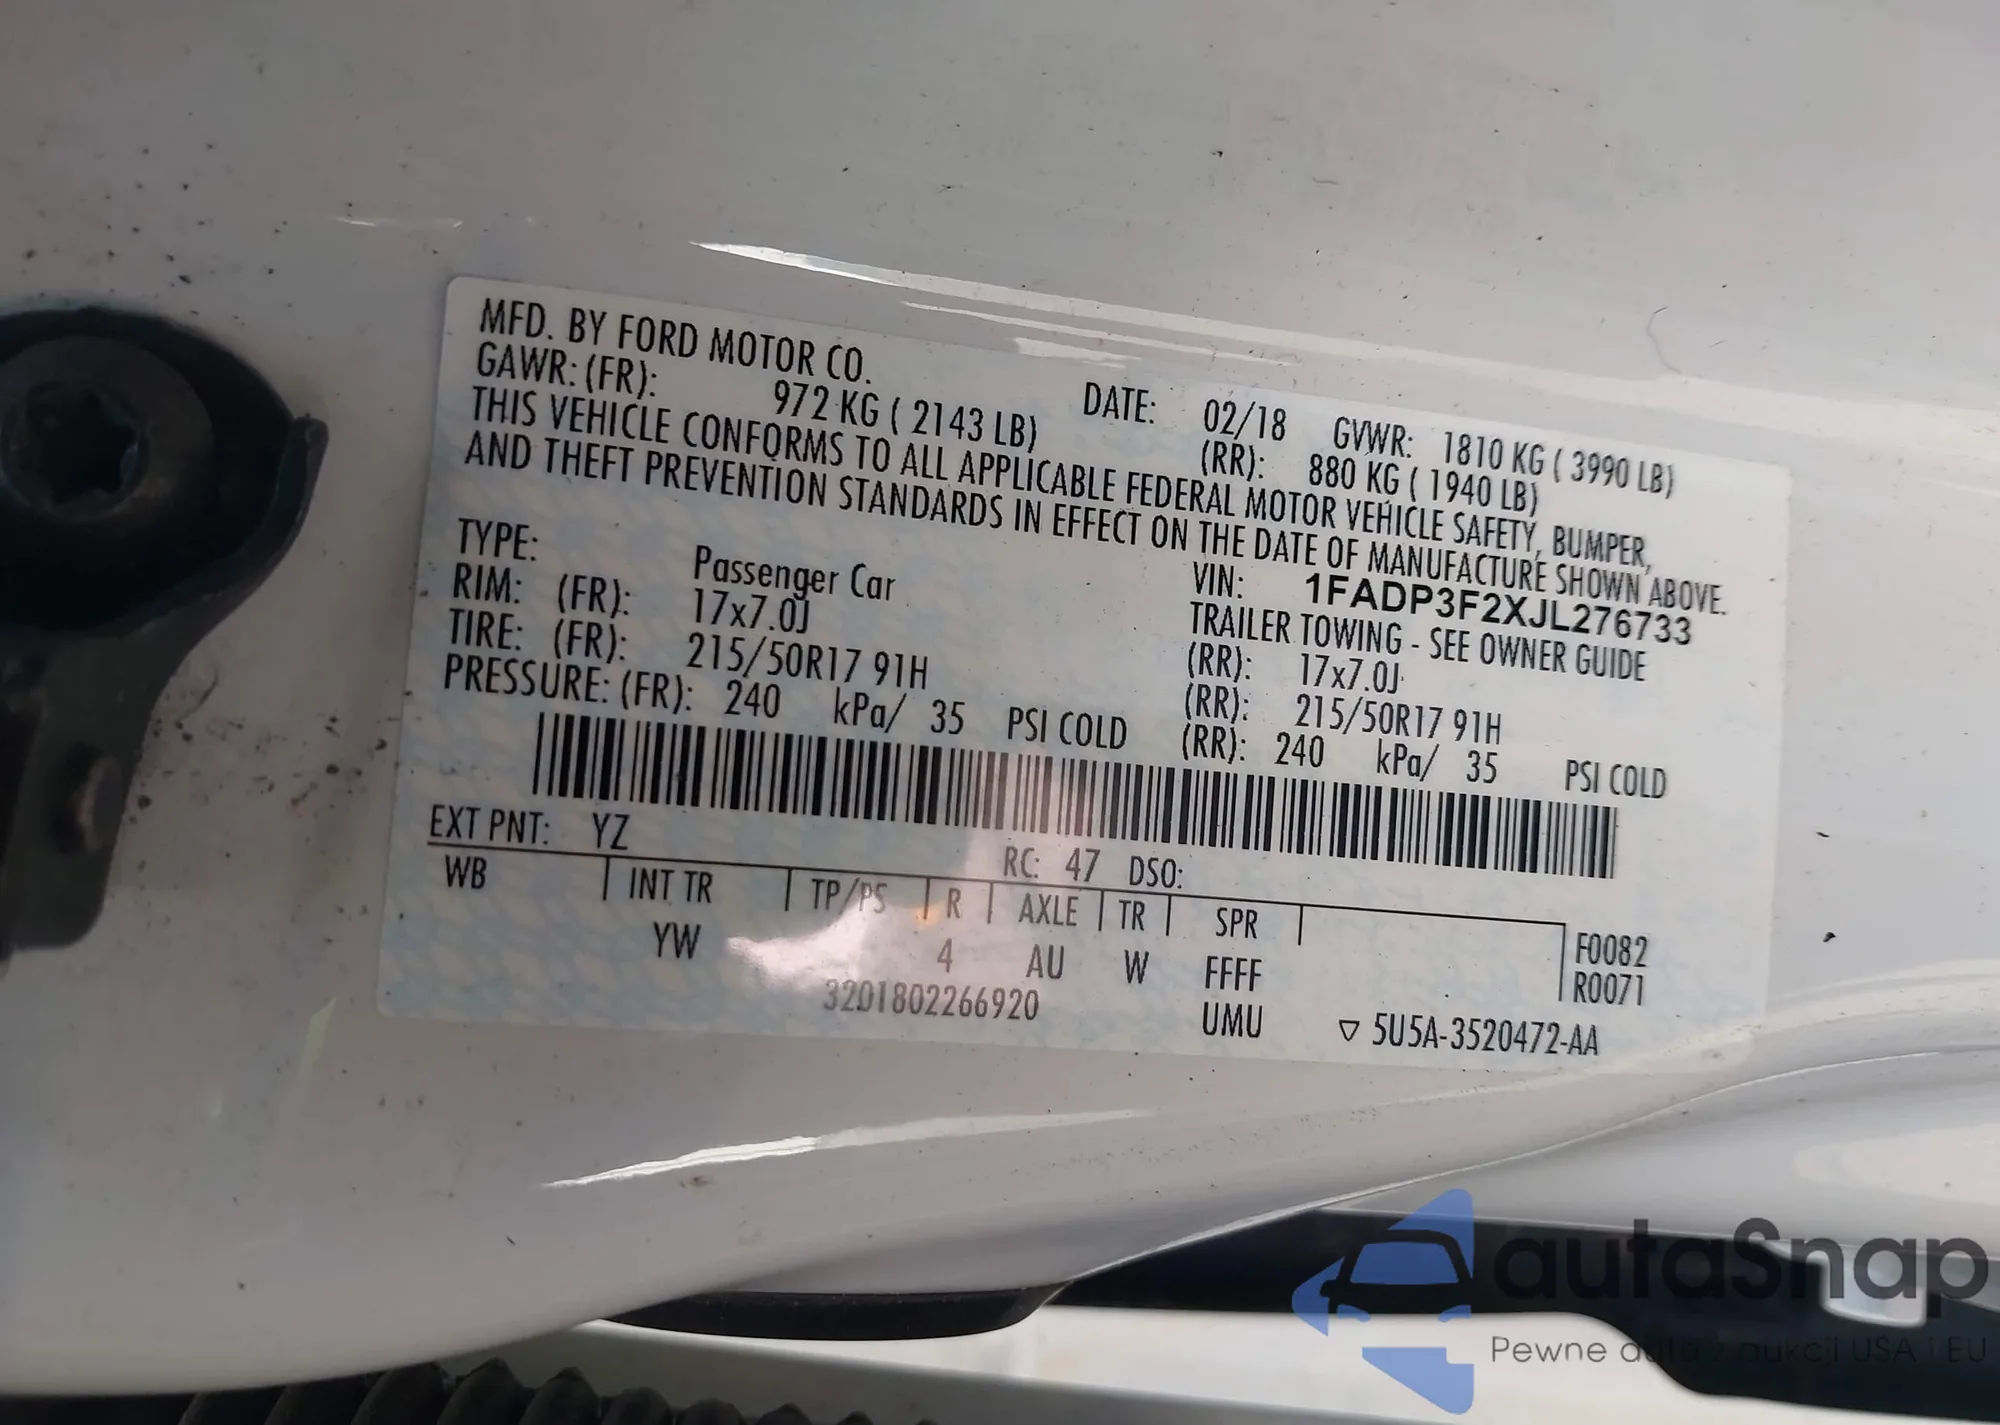 MFD. BY FORD MOTOR CO.
DATE: 02/18 GVWR: 1810 KG ( 3990 LB)
GAWR: (FR): 972 KG ( 2143 LB) (RR): 880 KG ( 1940 LB)
THIS VEHICLE CONFORMS TO ALL APPLICABLE FEDERAL MOTOR VEHICLE SAFETY, BUMPER,
AND THEFT PREVENTION STANDARDS IN EFFECT ON THE DATE OF MANUFACTURE SHOWN ABOVE.
VIN: 1FADP3F2XJL276733
TYPE: Passenger Car TRAILER TOWING - SEE OWNER GUIDE
RIM: (FR): 17x7.0J (RR): 17x7.0J
TIRE: (FR): 215/50R17 91H (RR): 215/50R17 91H
PRESSURE: (FR): 240 kPa/ 35 PSI COLD (RR): 240 kPa/ 35 PSI COLD
EXT PNT: YZ RC: 47 DSO:
WB INT TR TP/PS R AXLE TR SPR F0082
YW 4 AU W FFFF R0071
3201802266920 UMU ▽ 5U5A-3520472-AA
autaSnap
Pewne auta z aukcji USA i EU